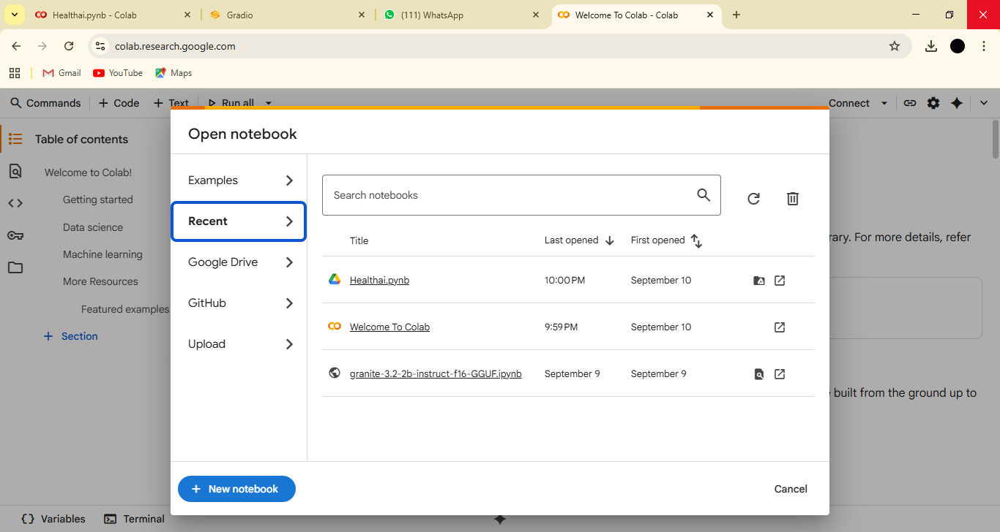 Healthai.pynb - Colab
Gradio
(111) WhatsApp
Welcome To Colab - Colab
colab.research.google.com
Gmail
YouTube
Maps
Commands
+ Code
+ Text
Run all
Connect
Table of contents
Welcome to Colab!
Getting started
Data science
Machine learning
More Resources
Featured examples
+ Section
Open notebook
Examples
Recent
Google Drive
GitHub
Upload
Search notebooks
Title Last opened First opened
Healthai.pynb 10:00 PM September 10
Welcome To Colab 9:59 PM September 10
granite-3.2-2b-instruct-f16-GGUF.ipynb September 9 September 9
rary. For more details, refer
built from the ground up to
+ New notebook
Cancel
Variables
Terminal